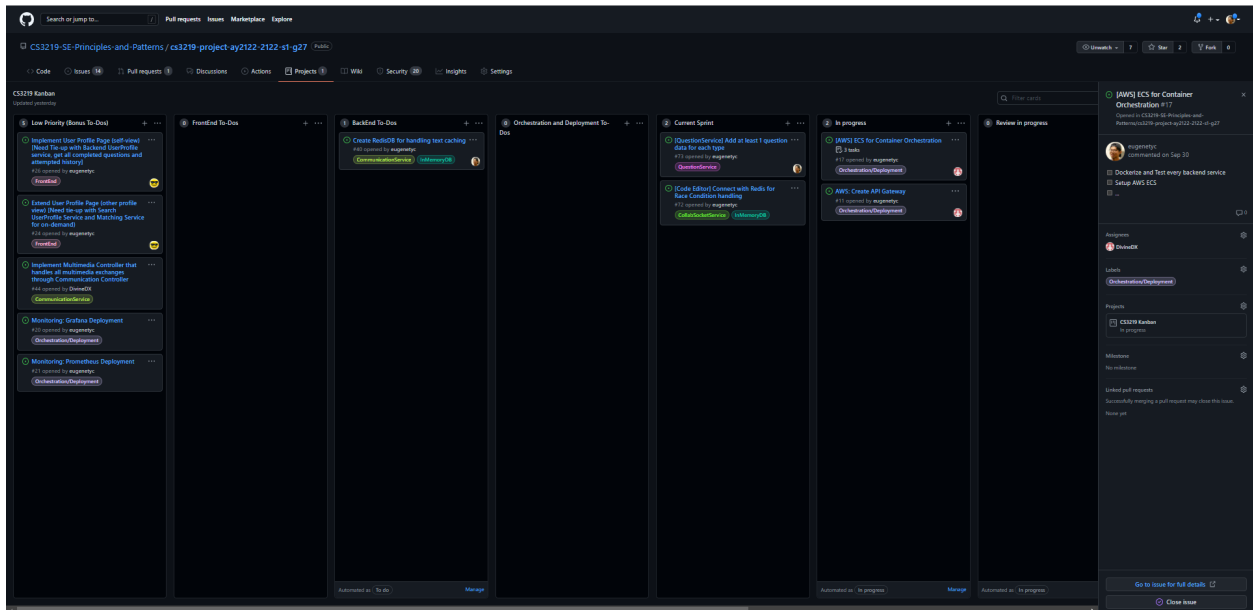 Search or jump to...
/
Pull requests Issues Marketplace Explore
CS3219-SE-Principles-and-Patterns / cs3219-project-ay2122-2122-s1-g27 Public
Unwatch 7
Star 2
Fork 0
Code
Issues 14
Pull requests 1
Discussions
Actions
Projects 1
Wiki
Security 20
Insights
Settings
CS3219 Kanban
Updated yesterday
Filter cards
5 Low Priority (Bonus To-Dos)
Implement User Profile Page (self-view)
[Need Tie-up with Backend UserProfile
service, get all completed questions and
attempted history]
#26 opened by eugenetyc
FrontEnd
Extend User Profile Page (other profile
view) [Need tie-up with Search
UserProfile Service and Matching Service
for on-demand)
#24 opened by eugenetyc
FrontEnd
Implement Multimedia Controller that
handles all multimedia exchanges
through Communication Controller
#44 opened by DivineDX
CommunicationService
Monitoring: Grafana Deployment
#20 opened by eugenetyc
Orchestration/Deployment
Monitoring: Prometheus Deployment
#21 opened by eugenetyc
Orchestration/Deployment
0 FrontEnd To-Dos
1 BackEnd To-Dos
Create RedisDB for handling text caching
#40 opened by eugenetyc
CommunicationService InMemoryDB
Automated as To do
Manage
0 Orchestration and Deployment To-
Dos
2 Current Sprint
[QuestionService] Add at least 1 question
data for each type
#73 opened by eugenetyc
QuestionService
[Code Editor] Connect with Redis for
Race Condition handling
#72 opened by eugenetyc
CollabSocketService InMemoryDB
2 In progress
[AWS] ECS for Container Orchestration
3 tasks
#17 opened by eugenetyc
Orchestration/Deployment
AWS: Create API Gateway
#11 opened by eugenetyc
Orchestration/Deployment
Automated as In progress
Manage
0 Review in progress
Automated as In progress
[AWS] ECS for Container
Orchestration #17
Opened in CS3219-SE-Principles-and-
Patterns/cs3219-project-ay2122-2122-s1-g27
eugenetyc
commented on Sep 30
Dockerize and Test every backend service
Setup AWS ECS
...
0
Assignees
DivineDX
Labels
Orchestration/Deployment
Projects
CS3219 Kanban
In progress
Milestone
No milestone
Linked pull requests
Successfully merging a pull request may close this issue.
None yet
Go to issue for full details
Close issue